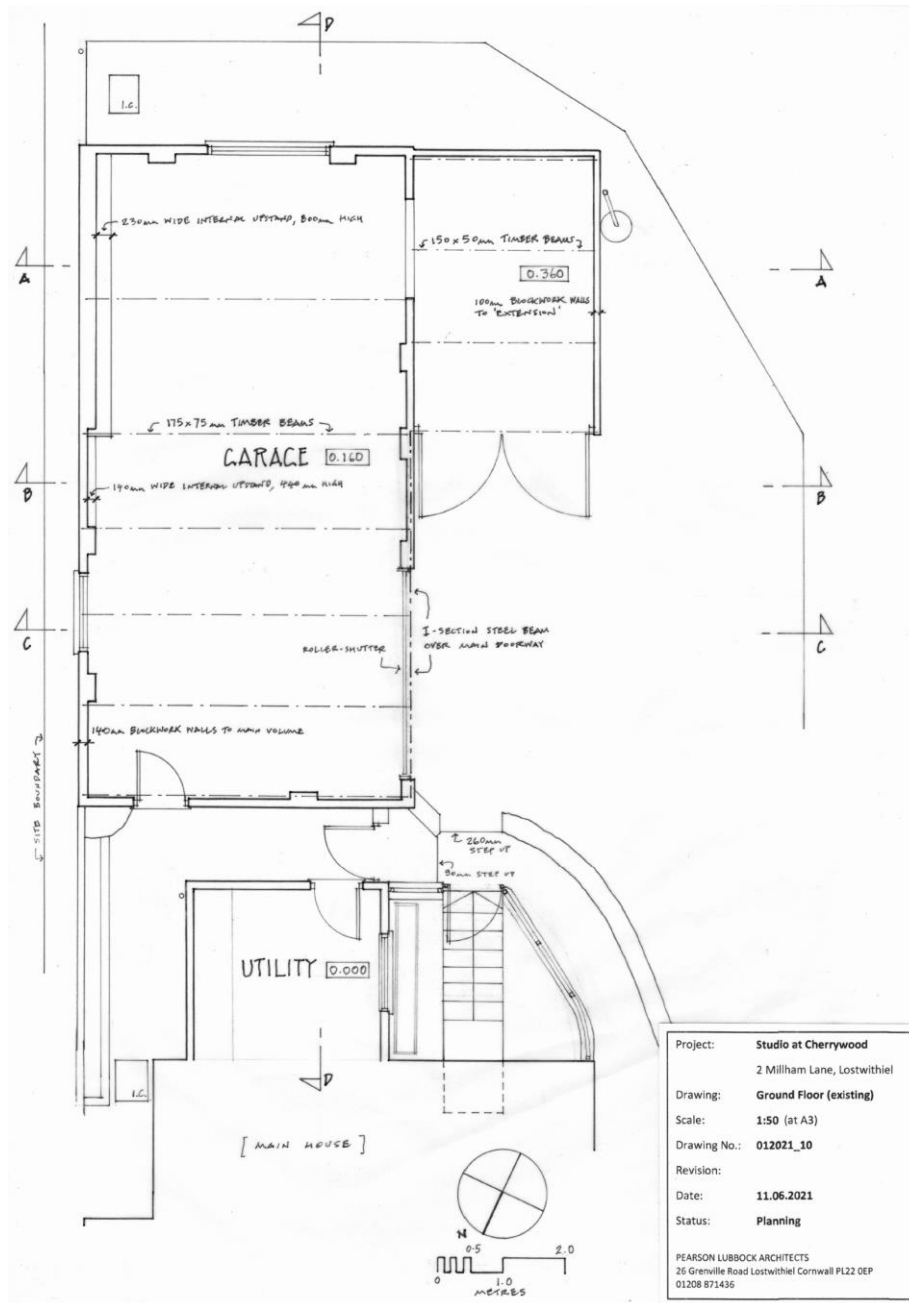 D
I.C.
230mm WIDE INTERNAL UPSTAND, 800mm HIGH
150 x 50mm TIMBER BEAMS
A
A
0.360
100mm BLOCKWORK WALLS
TO 'EXTENSION'
175 x 75mm TIMBER BEAMS
GARAGE 0.160
B
140mm WIDE INTERNAL UPSTAND, 440mm HIGH
B
C
I-SECTION STEEL BEAM
OVER MAIN DOORWAY
C
ROLLER-SHUTTER
140mm BLOCKWORK WALLS TO MAIN VOLUME
SITE BOUNDARY
260mm
STEP UP
90mm STEP UP
UTILITY 0.000
D
I.C.
[ MAIN HOUSE ]
N
0.5 2.0
0 1.0
METRES
Project: Studio at Cherrywood
2 Millham Lane, Lostwithiel
Drawing: Ground Floor (existing)
Scale: 1:50 (at A3)
Drawing No.: 012021_10
Revision:
Date: 11.06.2021
Status: Planning
PEARSON LUBBOCK ARCHITECTS
26 Grenville Road Lostwithiel Cornwall PL22 0EP
01208 871436